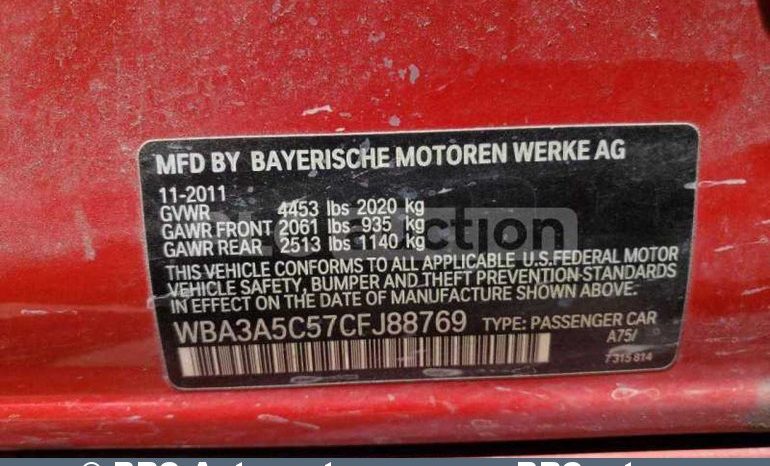 MFD BY BAYERISCHE MOTOREN WERKE AG
11-2011
GVWR 4453 lbs 2020 kg
GAWR FRONT 2061 lbs 935 kg
GAWR REAR 2513 lbs 1140 kg
THIS VEHICLE CONFORMS TO ALL APPLICABLE U.S.FEDERAL MOTOR
VEHICLE SAFETY, BUMPER AND THEFT PREVENTION STANDARDS
IN EFFECT ON THE DATE OF MANUFACTURE SHOWN ABOVE.
WBA3A5C57CFJ88769 TYPE: PASSENGER CAR
A75/
7 315 814
auction